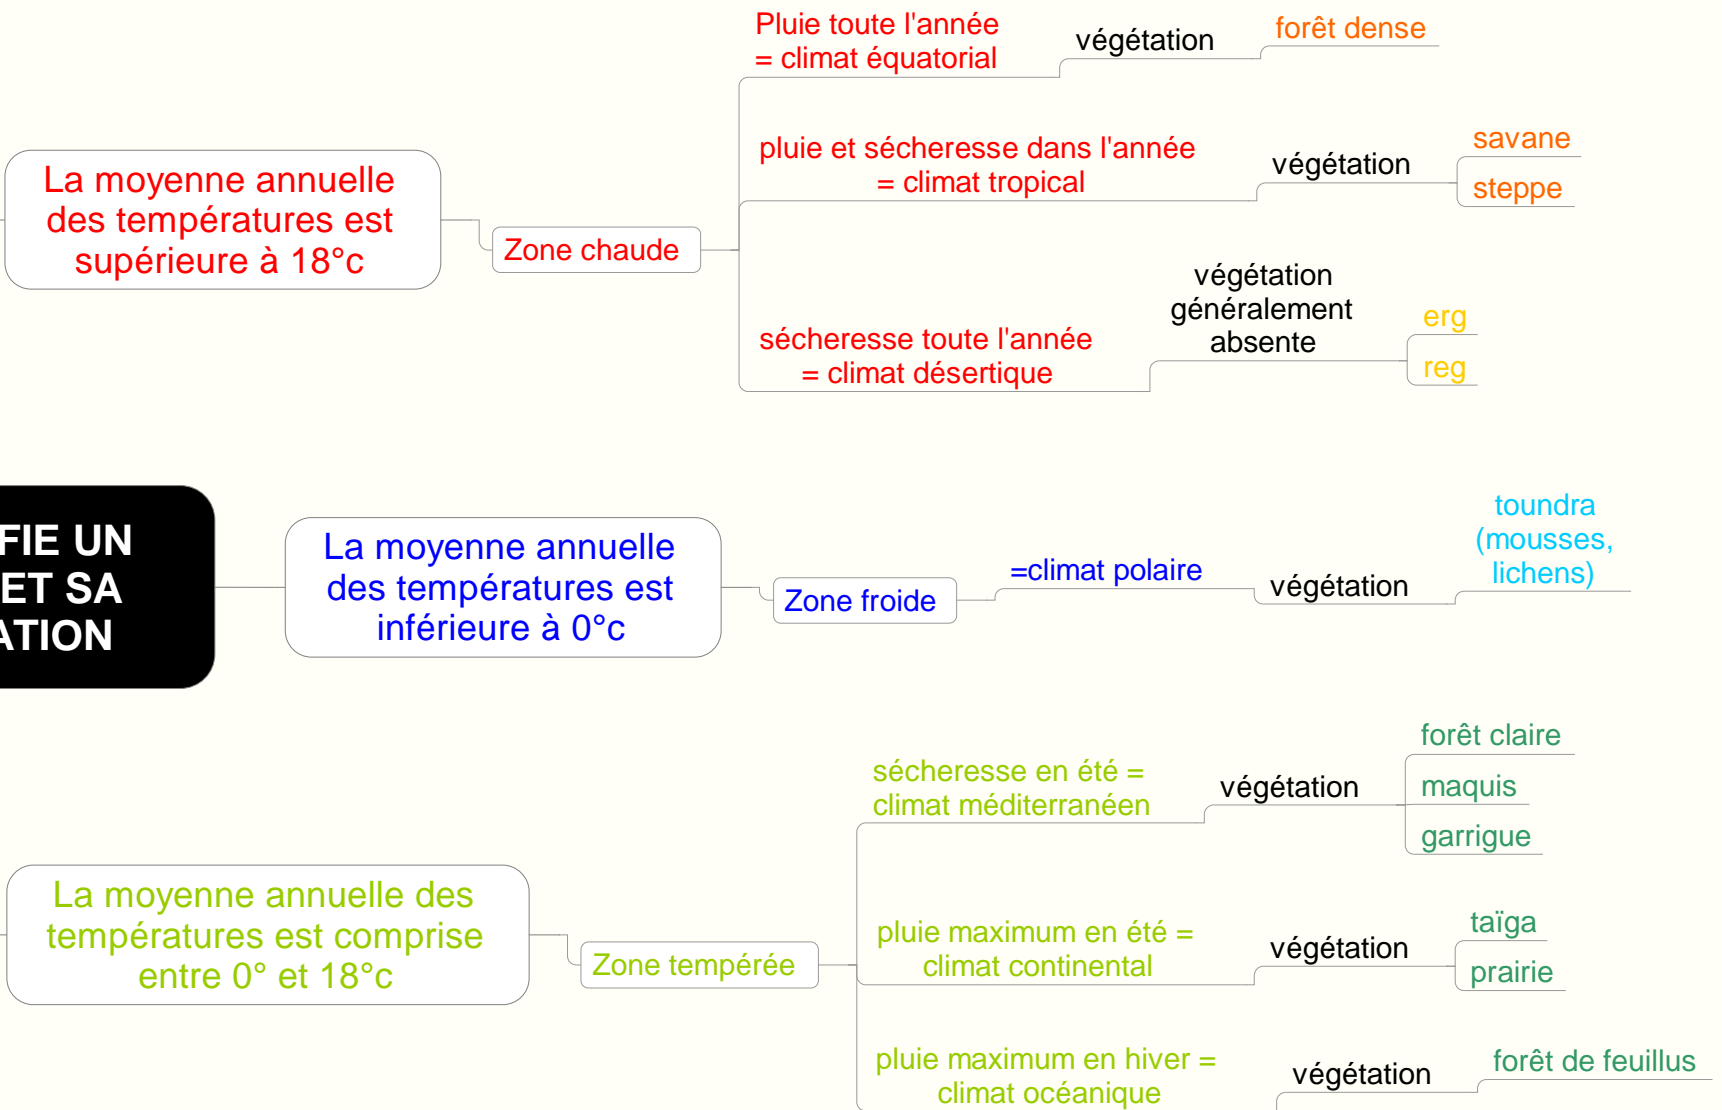 Pluie toute l'année
= climat équatorial
végétation
forêt dense
pluie et sécheresse dans l'année
= climat tropical
végétation
savane
steppe
La moyenne annuelle
des températures est
supérieure à 18°c
Zone chaude
végétation
généralement
absente
sécheresse toute l'année
= climat désertique
erg
reg
FIE UN
ET SA
ATION
La moyenne annuelle
des températures est
inférieure à 0°c
Zone froide
=climat polaire
végétation
toundra
(mousses,
lichens)
La moyenne annuelle des
températures est comprise
entre 0° et 18°c
Zone tempérée
sécheresse en été =
climat méditerranéen
végétation
forêt claire
maquis
garrigue
pluie maximum en été =
climat continental
végétation
taïga
prairie
pluie maximum en hiver =
climat océanique
végétation
forêt de feuillus